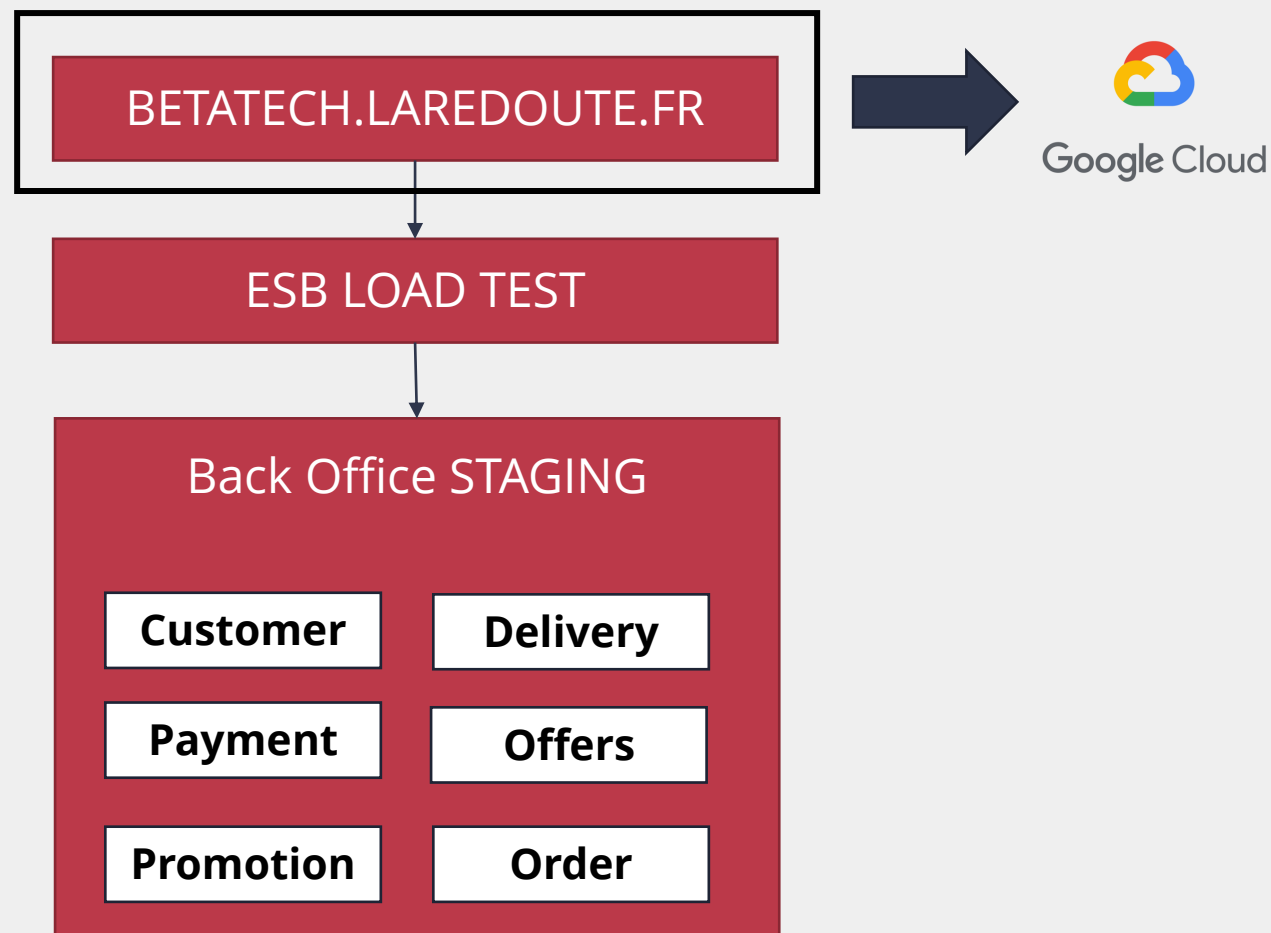 BETATECH.LAREDOUTE.FR
Google Cloud
ESB LOAD TEST
Back Office STAGING
Customer
Delivery
Payment
Offers
Promotion
Order